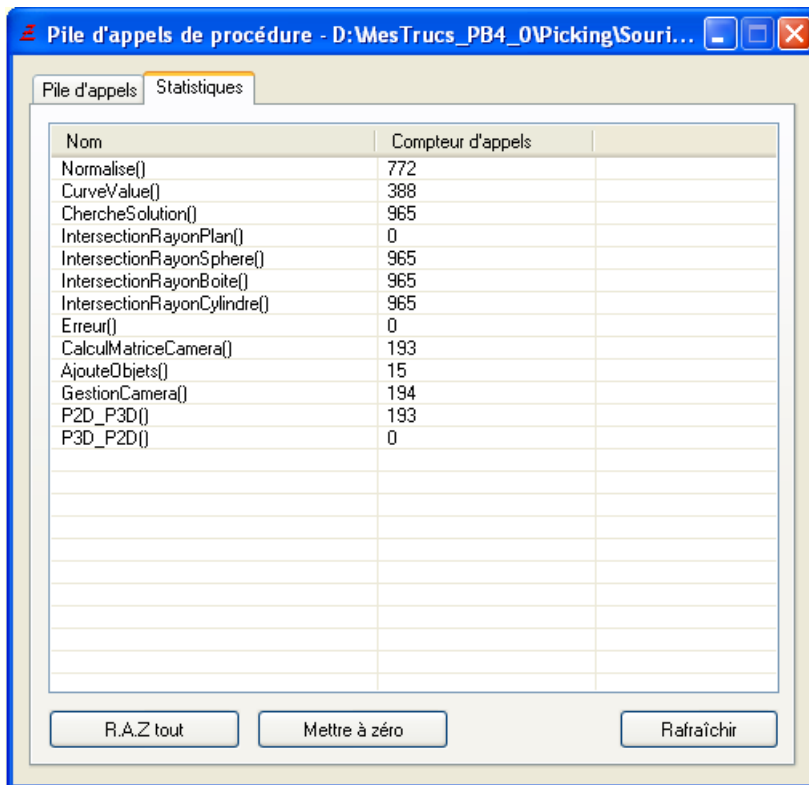 Pile d'appels de procédure - D:\MesTrucs_PB4_0\Picking\Souri...
Pile d'appels Statistiques
Nom Compteur d'appels
Normalise() 772
CurveValue() 388
ChercheSolution() 965
IntersectionRayonPlan() 0
IntersectionRayonSphere() 965
IntersectionRayonBoite() 965
IntersectionRayonCylindre() 965
Erreur() 0
CalculMatriceCamera() 193
AjouteObjets() 15
GestionCamera() 194
P2D_P3D() 193
P3D_P2D() 0
R.A.Z tout Mettre à zéro Rafraîchir